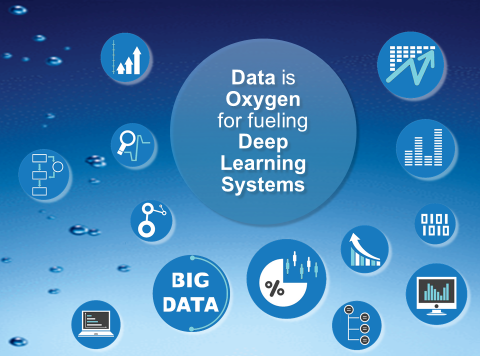 Data is
Oxygen
for fueling
Deep
Learning
Systems
0101
1010
BIG
DATA
%